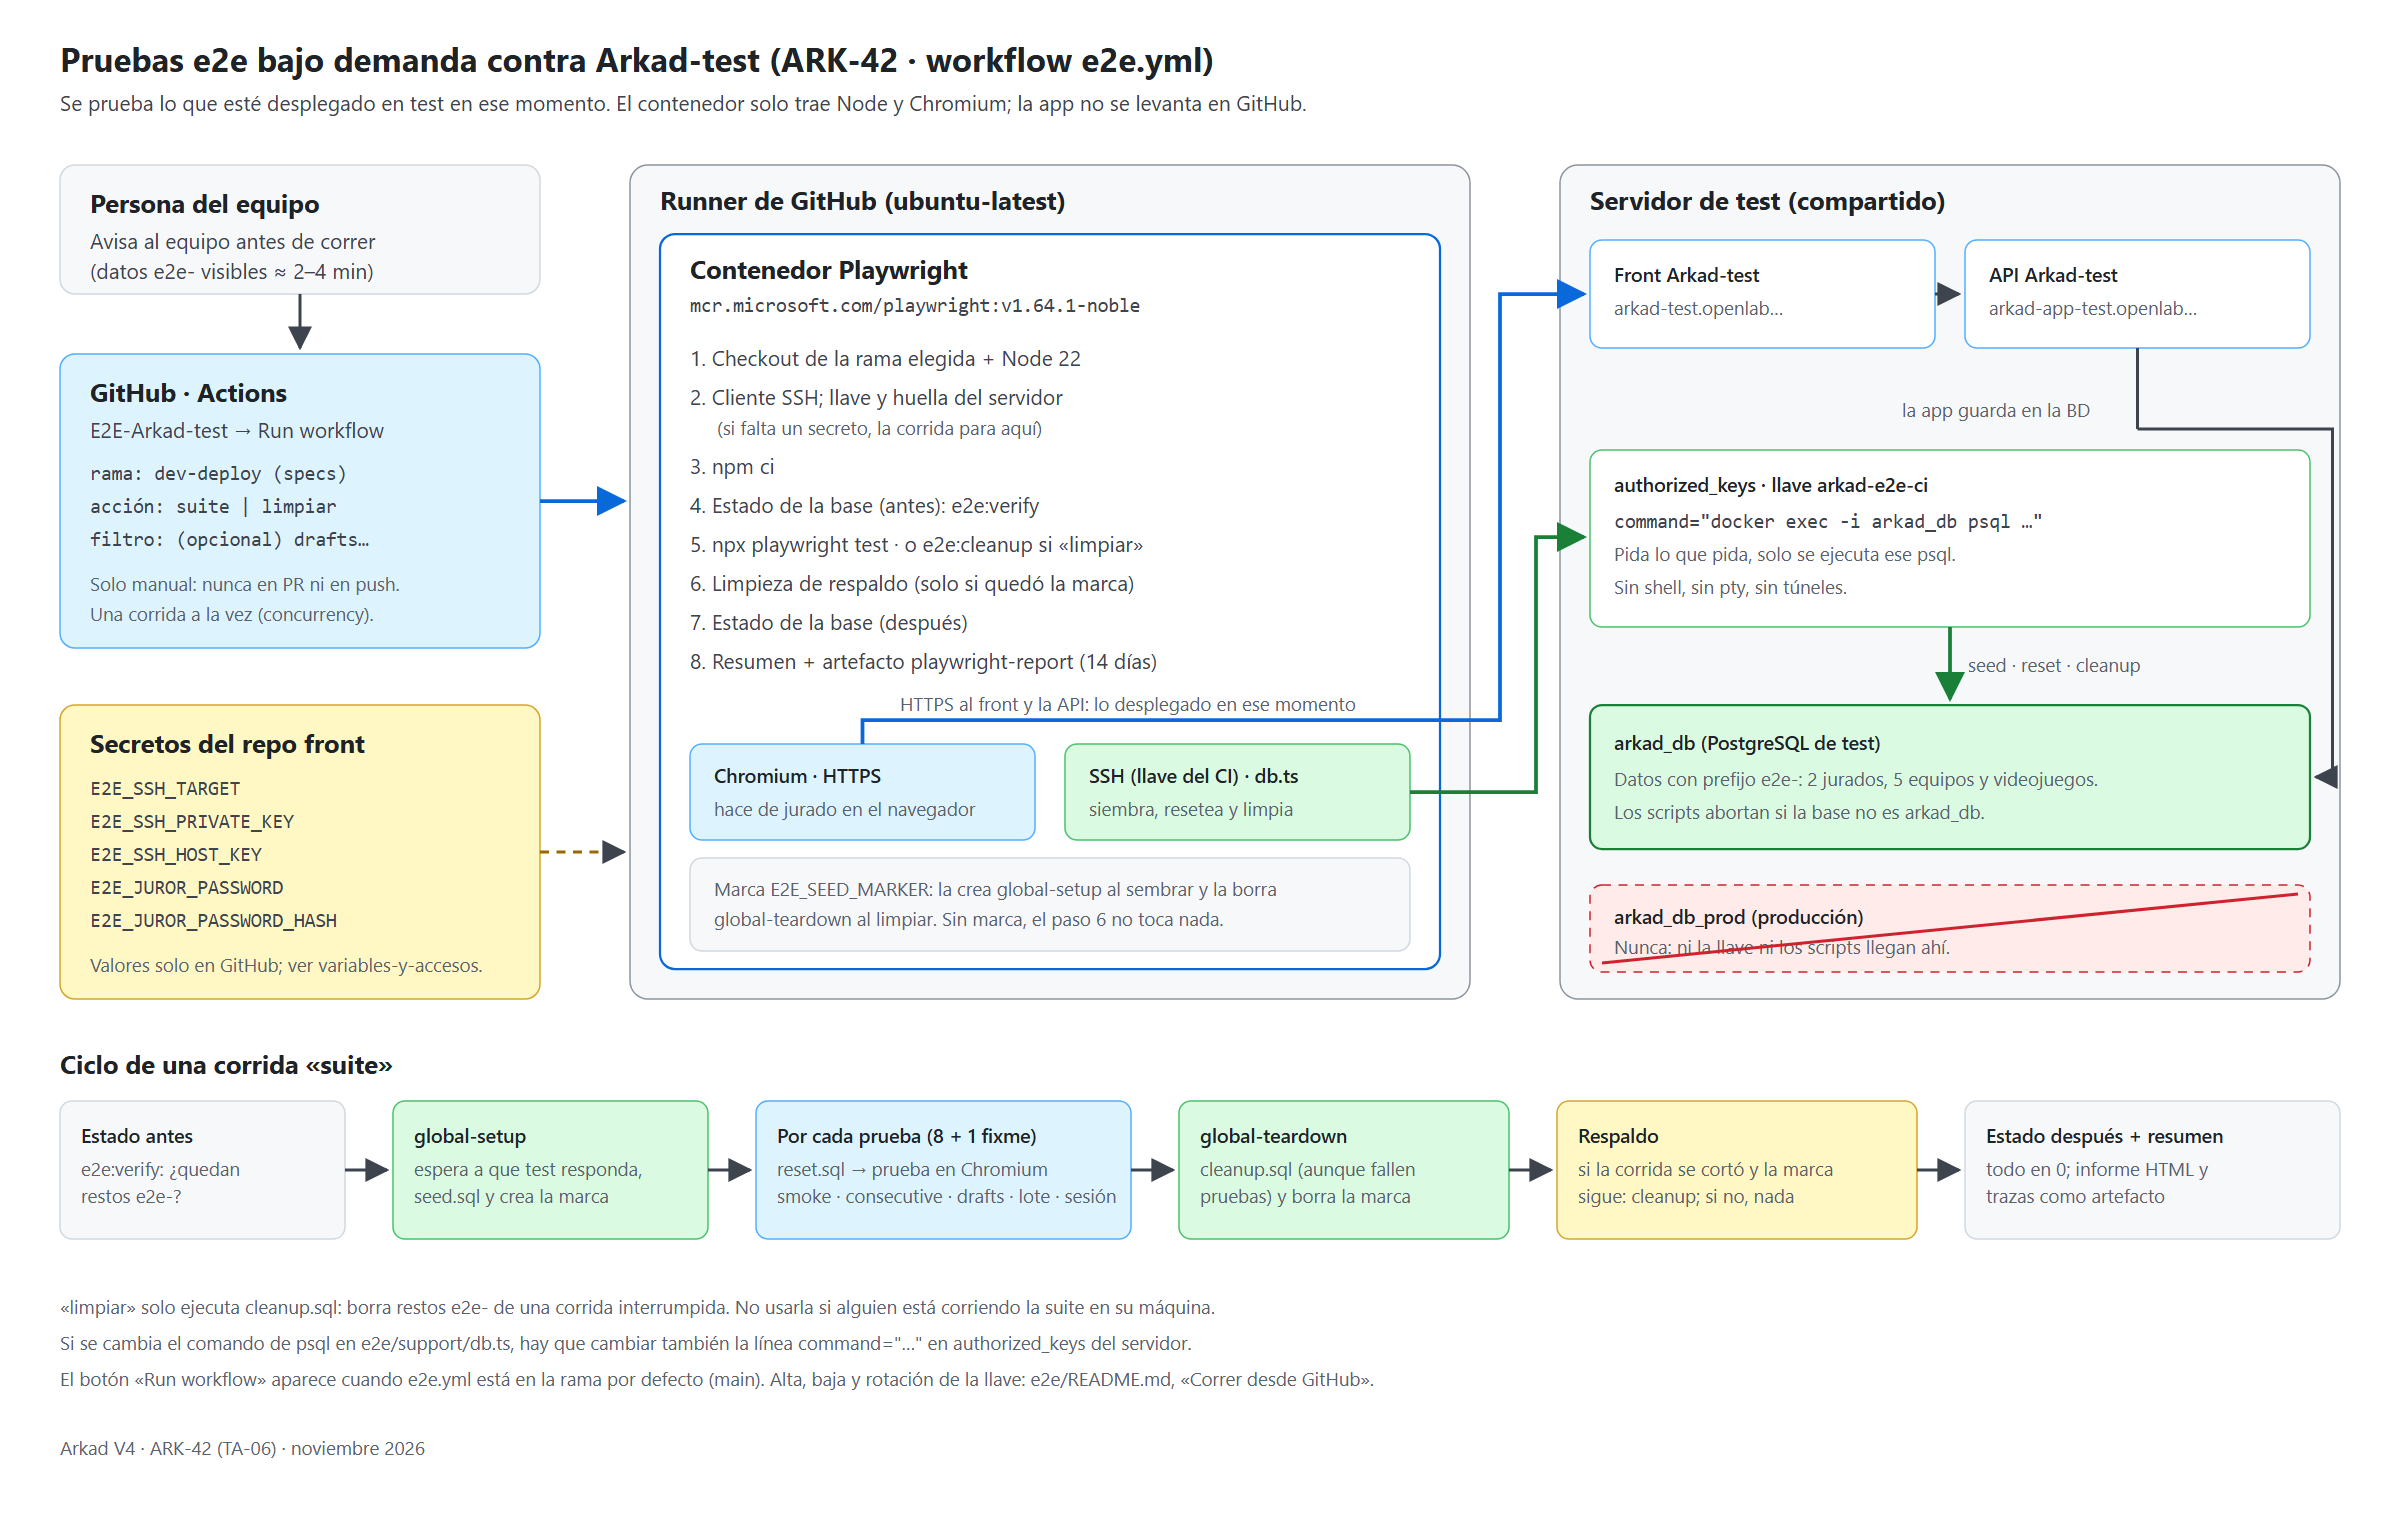 Pruebas e2e bajo demanda contra Arkad-test (ARK-42 · workflow e2e.yml)
Se prueba lo que esté desplegado en test en ese momento. El contenedor solo trae Node y Chromium; la app no se levanta en GitHub.
Persona del equipo
Avisa al equipo antes de correr
(datos e2e- visibles ≈ 2–4 min)
GitHub · Actions
E2E-Arkad-test → Run workflow
rama: dev-deploy (specs)
acción: suite | limpiar
filtro: (opcional) drafts…
Solo manual: nunca en PR ni en push.
Una corrida a la vez (concurrency).
Secretos del repo front
E2E_SSH_TARGET
E2E_SSH_PRIVATE_KEY
E2E_SSH_HOST_KEY
E2E_JUROR_PASSWORD
E2E_JUROR_PASSWORD_HASH
Valores solo en GitHub; ver variables-y-accesos.
Runner de GitHub (ubuntu-latest)
Contenedor Playwright
mcr.microsoft.com/playwright:v1.64.1-noble
1. Checkout de la rama elegida + Node 22
2. Cliente SSH; llave y huella del servidor
(si falta un secreto, la corrida para aquí)
3. npm ci
4. Estado de la base (antes): e2e:verify
5. npx playwright test · o e2e:cleanup si «limpiar»
6. Limpieza de respaldo (solo si quedó la marca)
7. Estado de la base (después)
8. Resumen + artefacto playwright-report (14 días)
HTTPS al front y la API: lo desplegado en ese momento
Chromium · HTTPS
hace de jurado en el navegador
SSH (llave del CI) · db.ts
siembra, resetea y limpia
Marca E2E_SEED_MARKER: la crea global-setup al sembrar y la borra
global-teardown al limpiar. Sin marca, el paso 6 no toca nada.
Servidor de test (compartido)
Front Arkad-test
arkad-test.openlab…
API Arkad-test
arkad-app-test.openlab…
la app guarda en la BD
authorized_keys · llave arkad-e2e-ci
command="docker exec -i arkad_db psql …"
Pida lo que pida, solo se ejecuta ese psql.
Sin shell, sin pty, sin túneles.
seed · reset · cleanup
arkad_db (PostgreSQL de test)
Datos con prefijo e2e-: 2 jurados, 5 equipos y videojuegos.
Los scripts abortan si la base no es arkad_db.
arkad_db_prod (producción)
Nunca: ni la llave ni los scripts llegan ahí.
Ciclo de una corrida «suite»
Estado antes
e2e:verify: ¿quedan
restos e2e-?
global-setup
espera a que test responda,
seed.sql y crea la marca
Por cada prueba (8 + 1 fixme)
reset.sql → prueba en Chromium
smoke · consecutive · drafts · lote · sesión
global-teardown
cleanup.sql (aunque fallen
pruebas) y borra la marca
Respaldo
si la corrida se cortó y la marca
sigue: cleanup; si no, nada
Estado después + resumen
todo en 0; informe HTML y
trazas como artefacto
«limpiar» solo ejecuta cleanup.sql: borra restos e2e- de una corrida interrumpida. No usarla si alguien está corriendo la suite en su máquina.
Si se cambia el comando de psql en e2e/support/db.ts, hay que cambiar también la línea command="…" en authorized_keys del servidor.
El botón «Run workflow» aparece cuando e2e.yml está en la rama por defecto (main). Alta, baja y rotación de la llave: e2e/README.md, «Correr desde GitHub».
Arkad V4 · ARK-42 (TA-06) · noviembre 2026